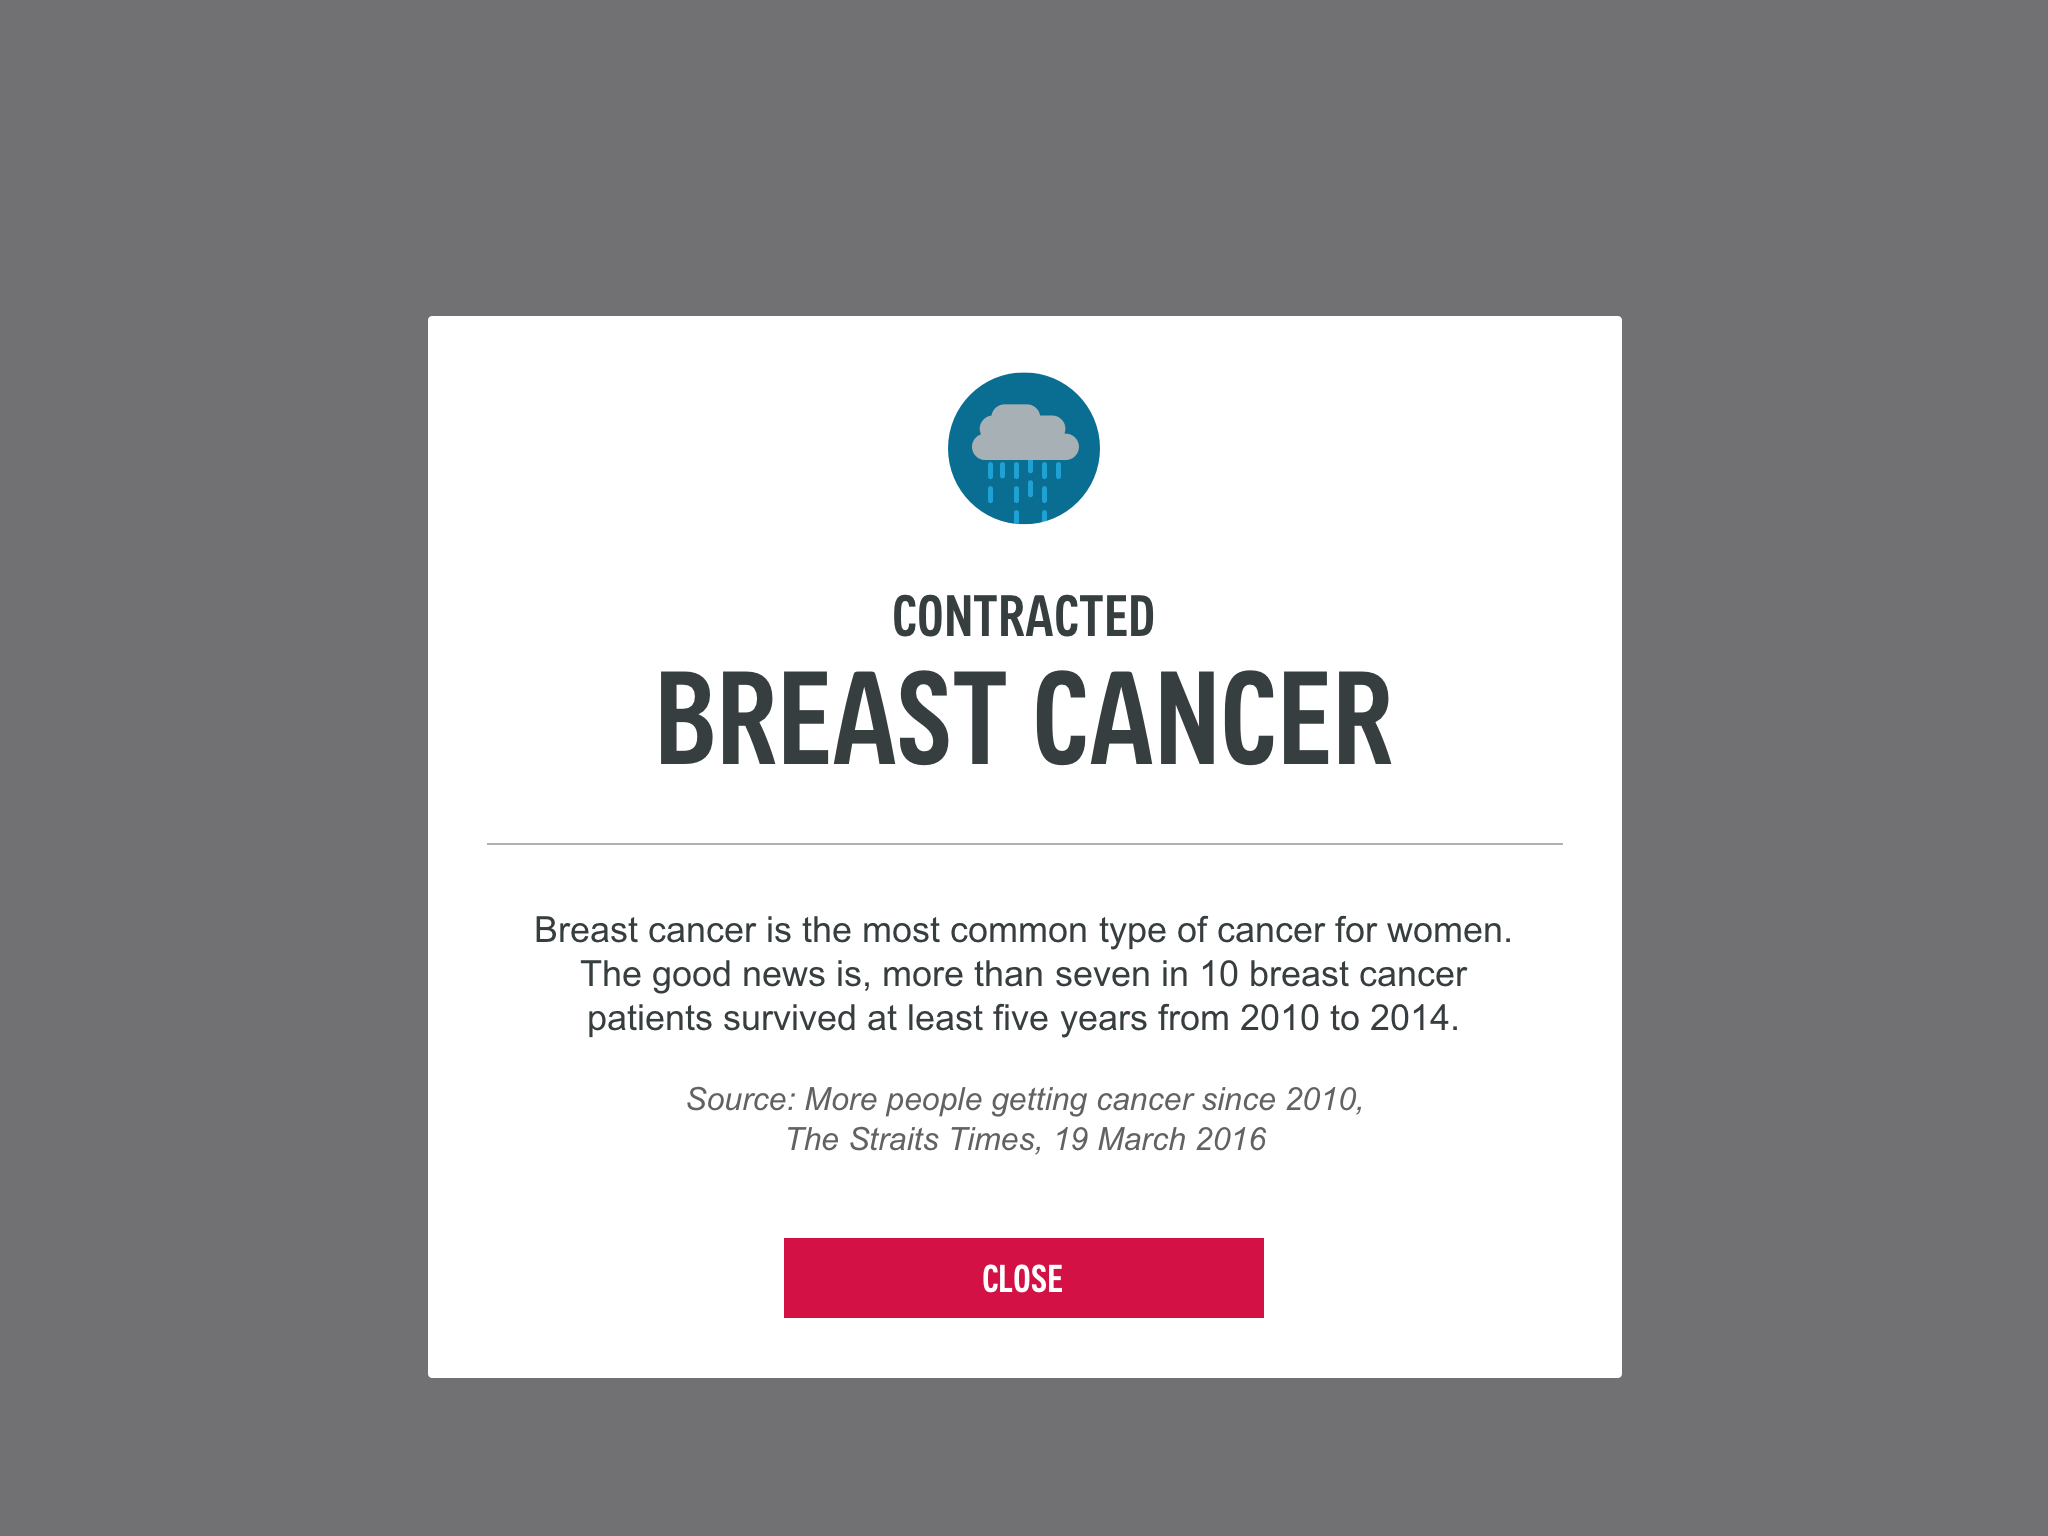 CONTRACTED
BREAST CANCER
Breast cancer is the most common type of cancer for women.
The good news is, more than seven in 10 breast cancer
patients survived at least five years from 2010 to 2014.
Source: More people getting cancer since 2010,
The Straits Times, 19 March 2016
CLOSE